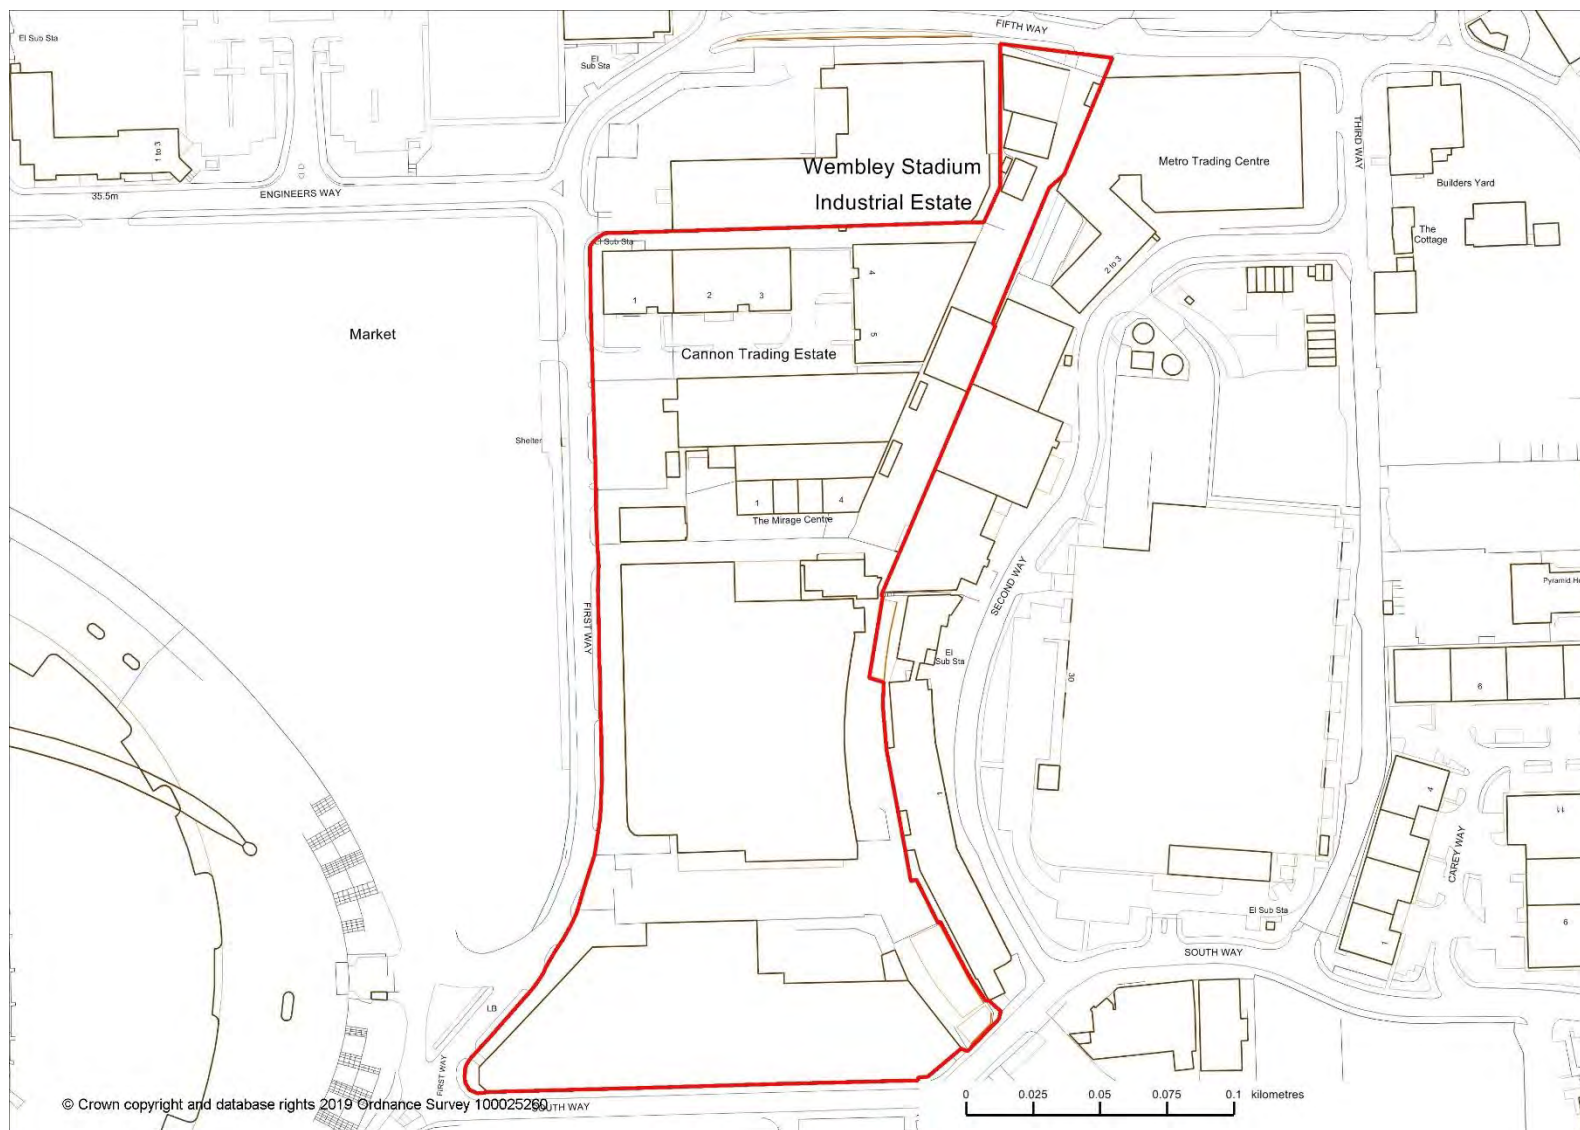 FIFTH WAY
El Sub Sta
El
Sub Sta
1 to 3
35.5m
ENGINEERS WAY
Wembley Stadium
Industrial Estate
Metro Trading Centre
THIRD WAY
Builders Yard
The
Cottage
El Sub Sta
1
2
3
4
5
2 to 3
Market
Cannon Trading Estate
Shelter
1
4
The Mirage Centre
FIRST WAY
SECOND WAY
El
Sub Sta
30
Pyramid
6
1
4
11
CAREY WAY
6
1
El Sub Sta
SOUTH WAY
LB
FIRST WAY
SOUTH WAY
© Crown copyright and database rights 2019 Ordnance Survey 100025260
0 0.025 0.05 0.075 0.1 kilometres